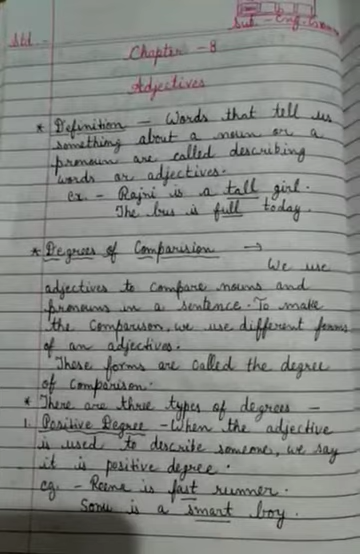 Sub - Eng. Gramm
Std -
Chapter - 8
Adjectives
* Definition - Words that tell us
something about a noun or a
pronoun are called describing
words or adjectives.
ex. - Rajni is a tall girl.
The bus is full today.
* Degrees of Comparision →
We use
adjectives to compare nouns and
pronouns in a sentence. To make
the comparison, we use different forms
of an adjectives.
These forms are called the degree
of comparison.
* There are three types of degrees -
1. Positive Degree - When the adjective
is used to describe someone, we say
it is positive degree.
eg. - Reena is fast runner.
Sonu is a smart boy.